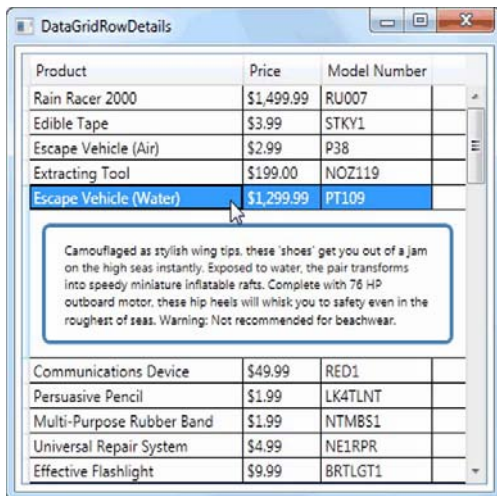 DataGridRowDetails
Product Price Model Number
Rain Racer 2000 $1,499.99 RU007
Edible Tape $3.99 STKY1
Escape Vehicle (Air) $2.99 P38
Extracting Tool $199.00 NOZ119
Escape Vehicle (Water) $1,299.99 PT109
Camouflaged as stylish wing tips, these 'shoes' get you out of a jam
on the high seas instantly. Exposed to water, the pair transforms
into speedy miniature inflatable rafts. Complete with 76 HP
outboard motor, these hip heels will whisk you to safety even in the
roughest of seas. Warning: Not recommended for beachwear.
Communications Device $49.99 RED1
Persuasive Pencil $1.99 LK4TLNT
Multi-Purpose Rubber Band $1.99 NTMBS1
Universal Repair System $4.99 NE1RPR
Effective Flashlight $9.99 BRTLGT1